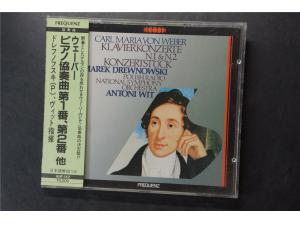 FREQUENZ
ウェーバー
ピアノ協奏曲第1番、第2番 他
ドレフノフスキ(P)、ヴィット指揮
CARL MARIA VON WEBER
KLAVIERKONZERTE
N.1 & N.2
KONZERTSTÜCK
MAREK DREWNOWSKI
POLISH RADIO
NATIONAL SYMPHONY
ORCHESTRA
ANTONI WIT
FREQUENZ